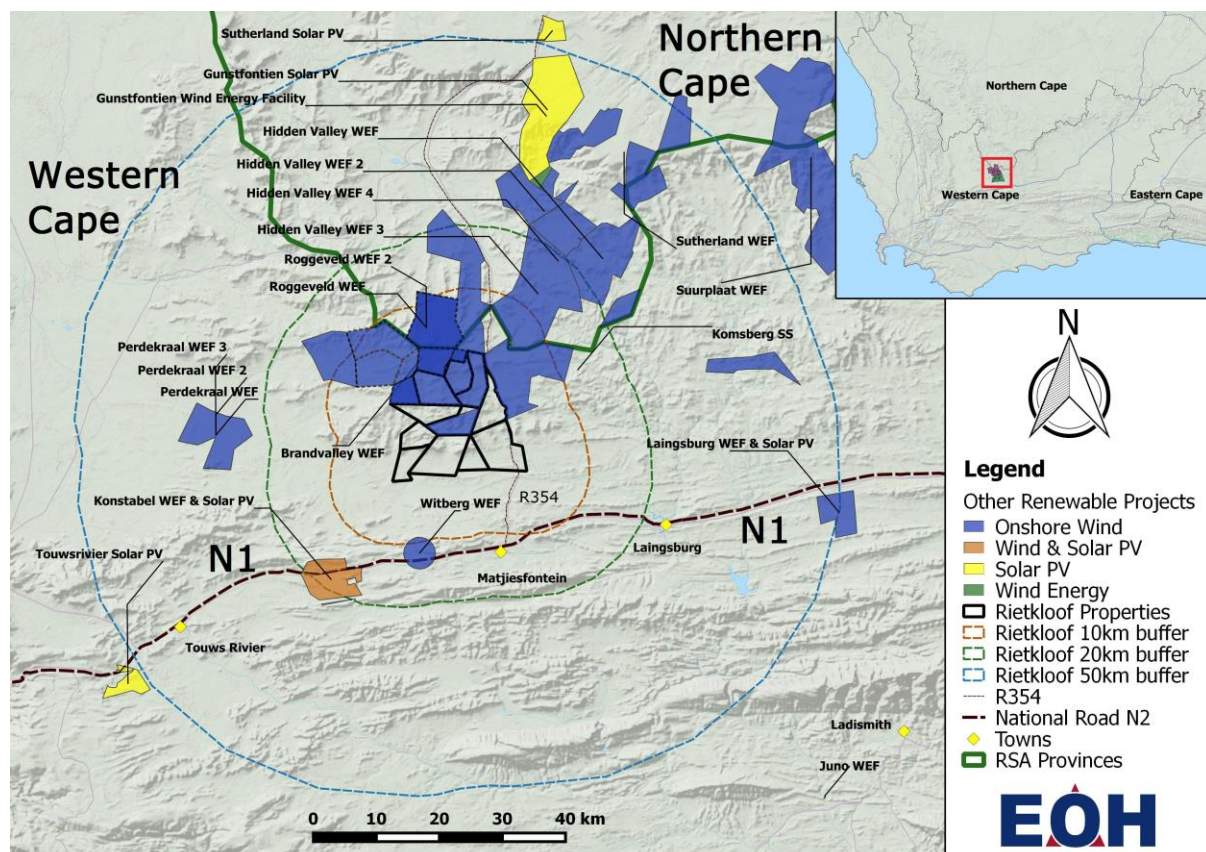 Sutherland Solar PV
Northern
Cape
Gunstfontien Solar PV
Gunstfontien Wind Energy Facility
Hidden Valley WEF
Western
Cape
Hidden Valley WEF 2
Hidden Valley WEF 4
Hidden Valley WEF 3
Roggeveld WEF 2
Roggeveld WEF
Sutherland WEF
Suurplaat WEF
Komsberg SS
Perdekraal WEF 3
Perdekraal WEF 2
Perdekraal WEF
Brandvalley WEF
Laingsburg WEF & Solar PV
Konstabel WEF & Solar PV
Witberg WEF
R354
Touwsrivier Solar PV
N1
N1
Laingsburg
Matjiesfontein
Touws Rivier
Ladismith
Juno WEF
0 10 20 30 40 km
Northern Cape
Western Cape
Eastern Cape
N
Legend
Other Renewable Projects
Onshore Wind
Wind & Solar PV
Solar PV
Wind Energy
Rietkloof Properties
Rietkloof 10km buffer
Rietkloof 20km buffer
Rietkloof 50km buffer
R354
National Road N2
Towns
RSA Provinces
EOH